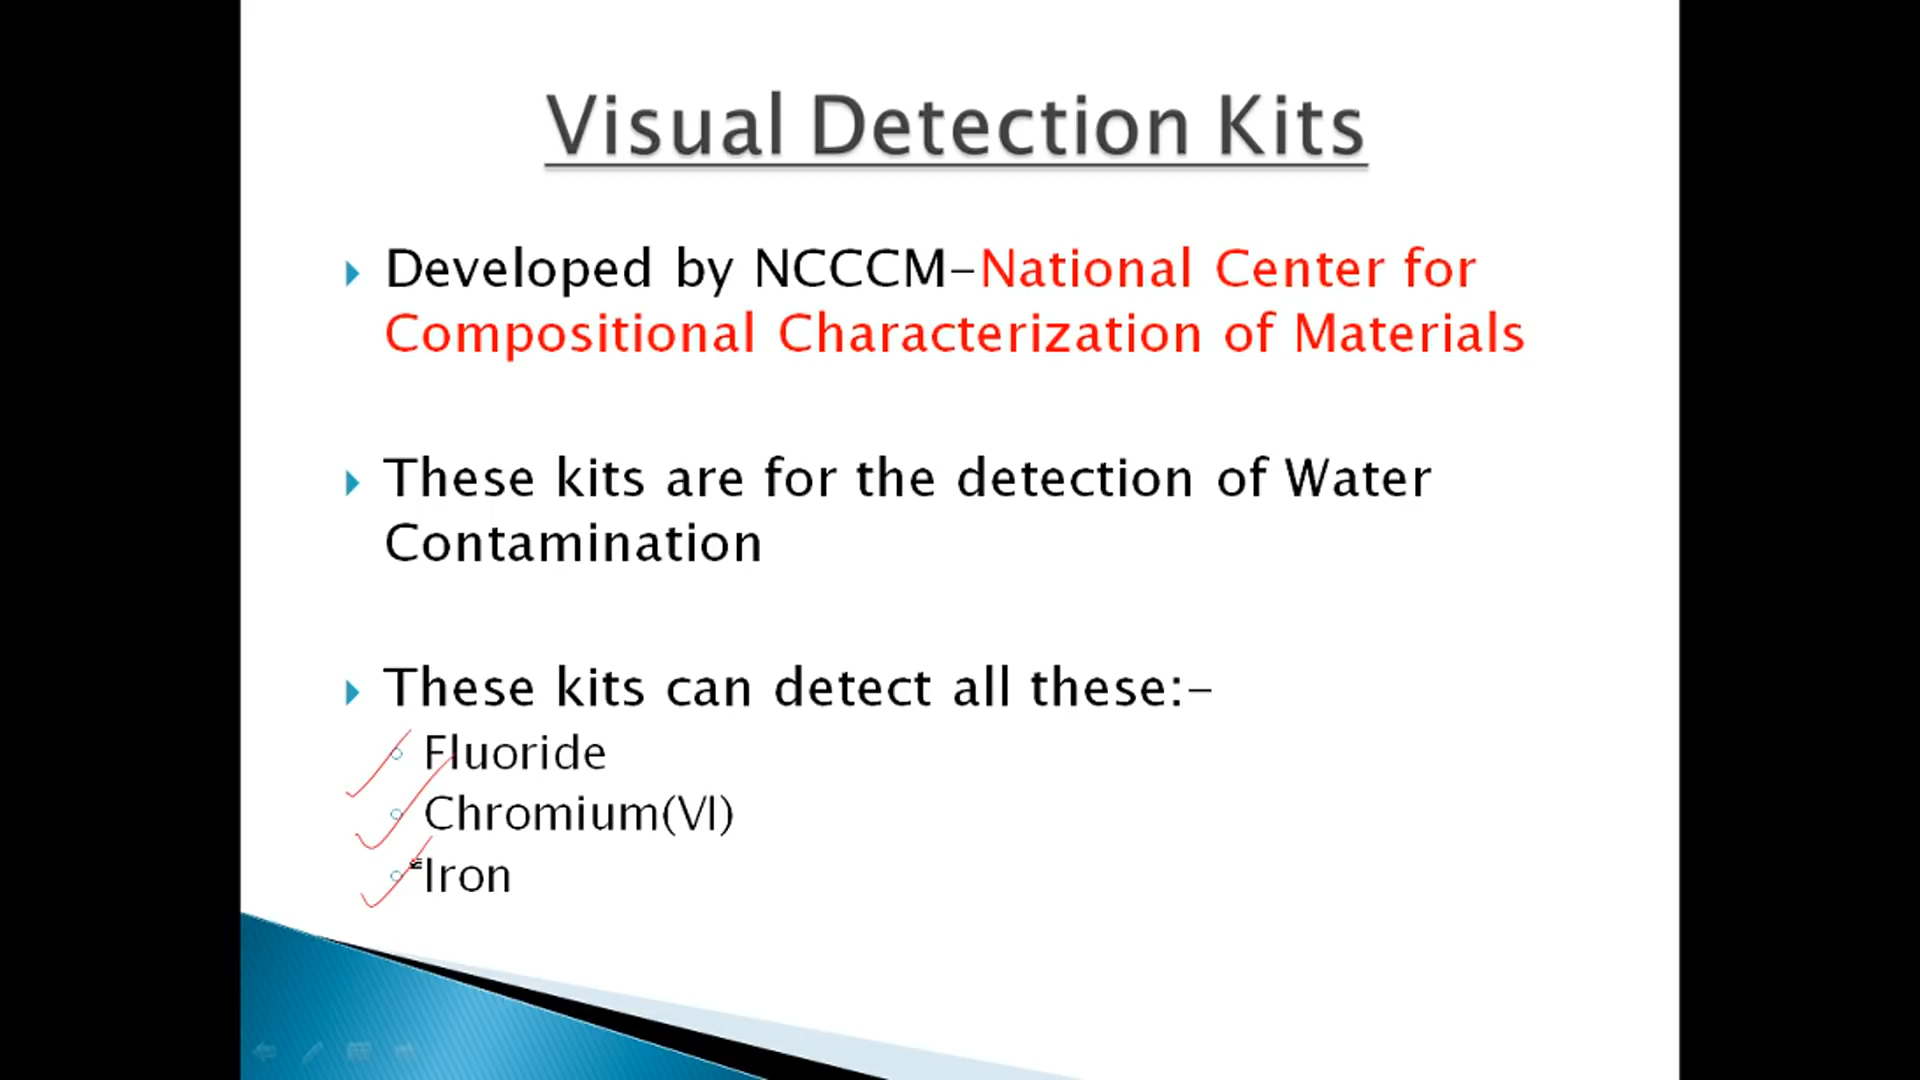 Visual Detection Kits
Developed by NCCCM-National Center for
Compositional Characterization of Materials
These kits are for the detection of Water
Contamination
These kits can detect all these:-
Fluoride
Chromium(VI)
Iron